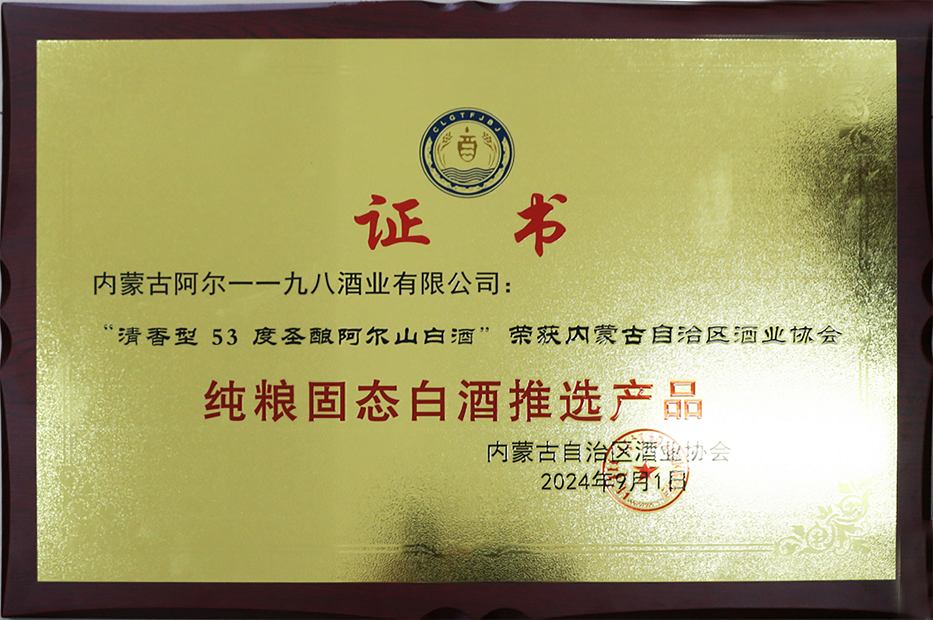 CLGTFJBJ
证 书
内蒙古阿尔一一九八酒业有限公司：
“清香型 53 度圣酿阿尔山白酒”荣获内蒙古自治区酒业协会
纯粮固态白酒推选产品
内蒙古自治区酒业协会
2024年9月1日